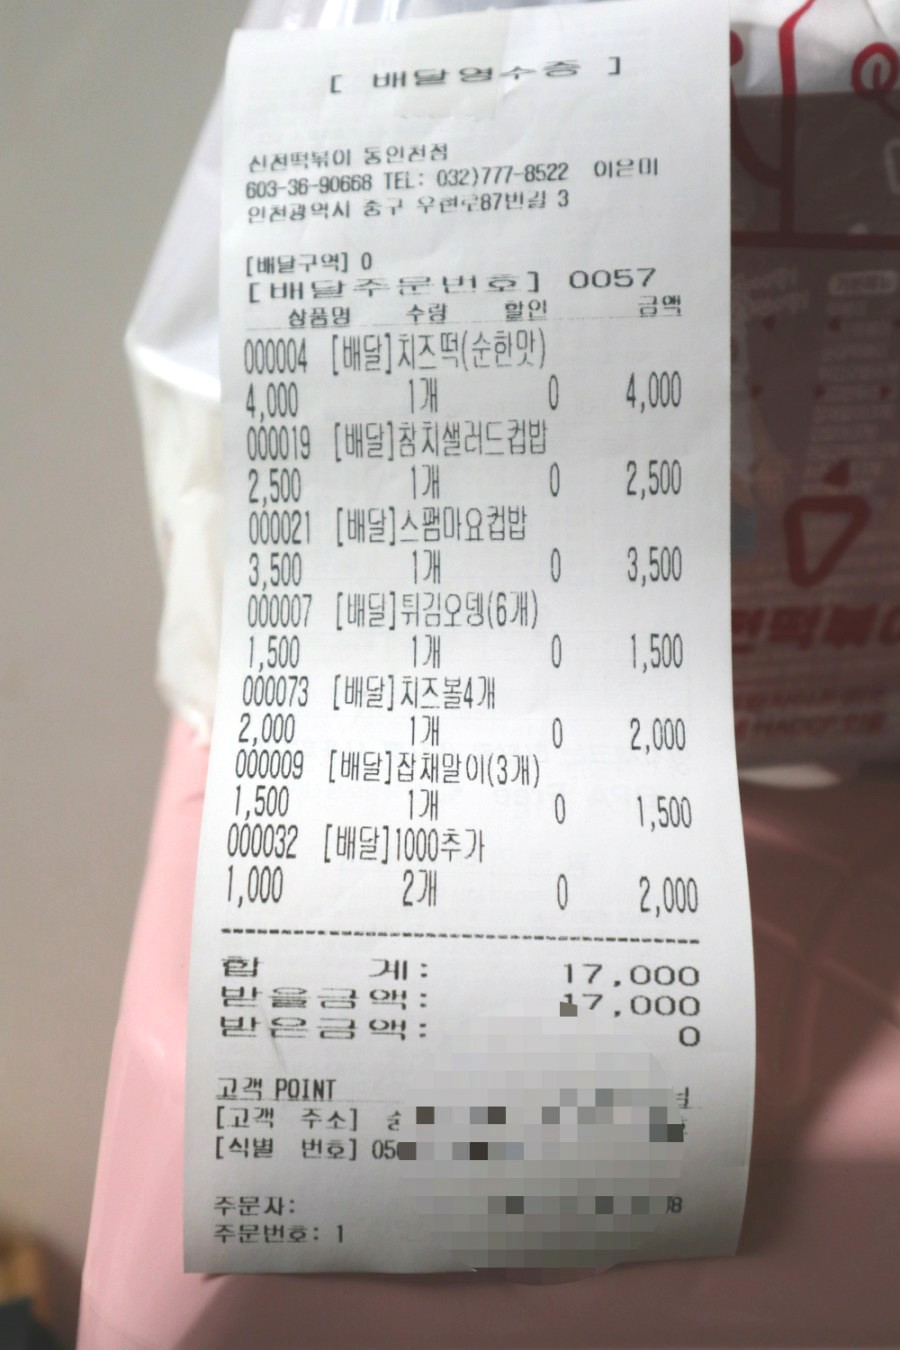 [ 배달영수증 ]
신전떡볶이 동인천점
603-36-90668 TEL: 032)777-8522 이은미
인천광역시 중구 우현로87번길 3
[배달구역] 0
[배달주문번호] 0057
상품명 수량 할인 금액
000004 [배달]치즈떡(순한맛)
4,000 1개 0 4,000
000019 [배달]참치샐러드컵밥
2,500 1개 0 2,500
000021 [배달]스팸마요컵밥
3,500 1개 0 3,500
000007 [배달]튀김오뎅(6개)
1,500 1개 0 1,500
000073 [배달]치즈볼4개
2,000 1개 0 2,000
000009 [배달]잡채말이(3개)
1,500 1개 0 1,500
000032 [배달]1000추가
1,000 2개 0 2,000
합 계: 17,000
받을금액: 17,000
받은금액: 0
고객 POINT
[고객 주소]
[식별 번호] 050
주문자:
주문번호: 1